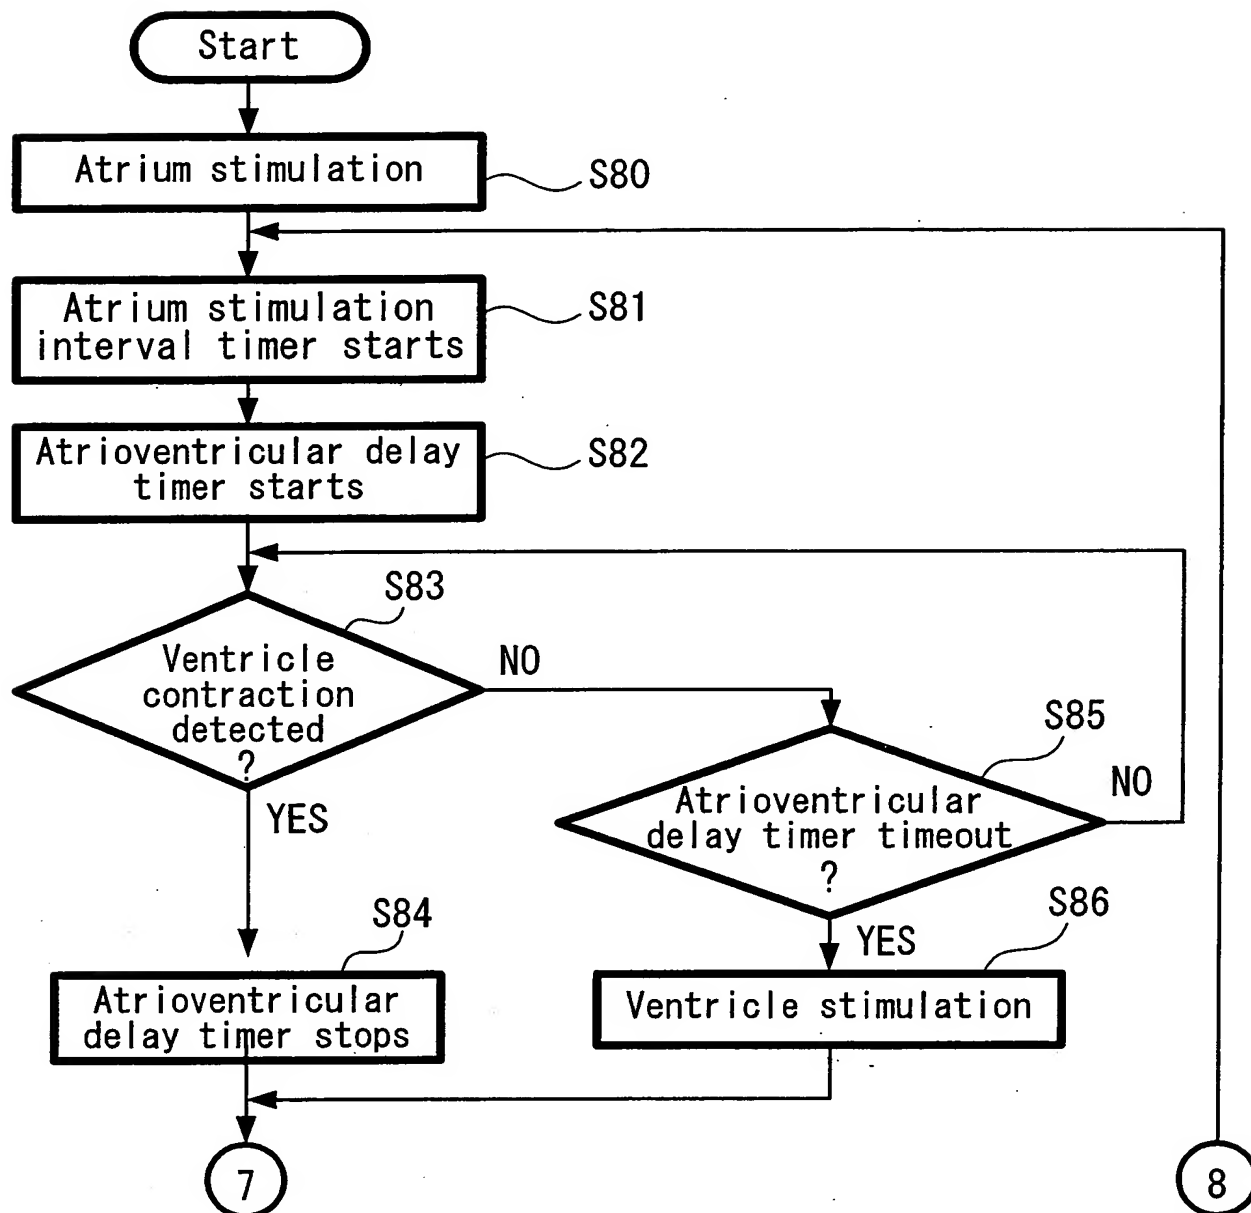 Start
Atrium stimulation
S80
Atrium stimulation
interval timer starts
S81
Atrioventricular delay
timer starts
S82
S83
Ventricle
contraction
detected
?
NO
YES
S85
Atrioventricular
delay timer timeout
?
NO
YES
S84
Atrioventricular
delay timer stops
S86
Ventricle stimulation
7
8